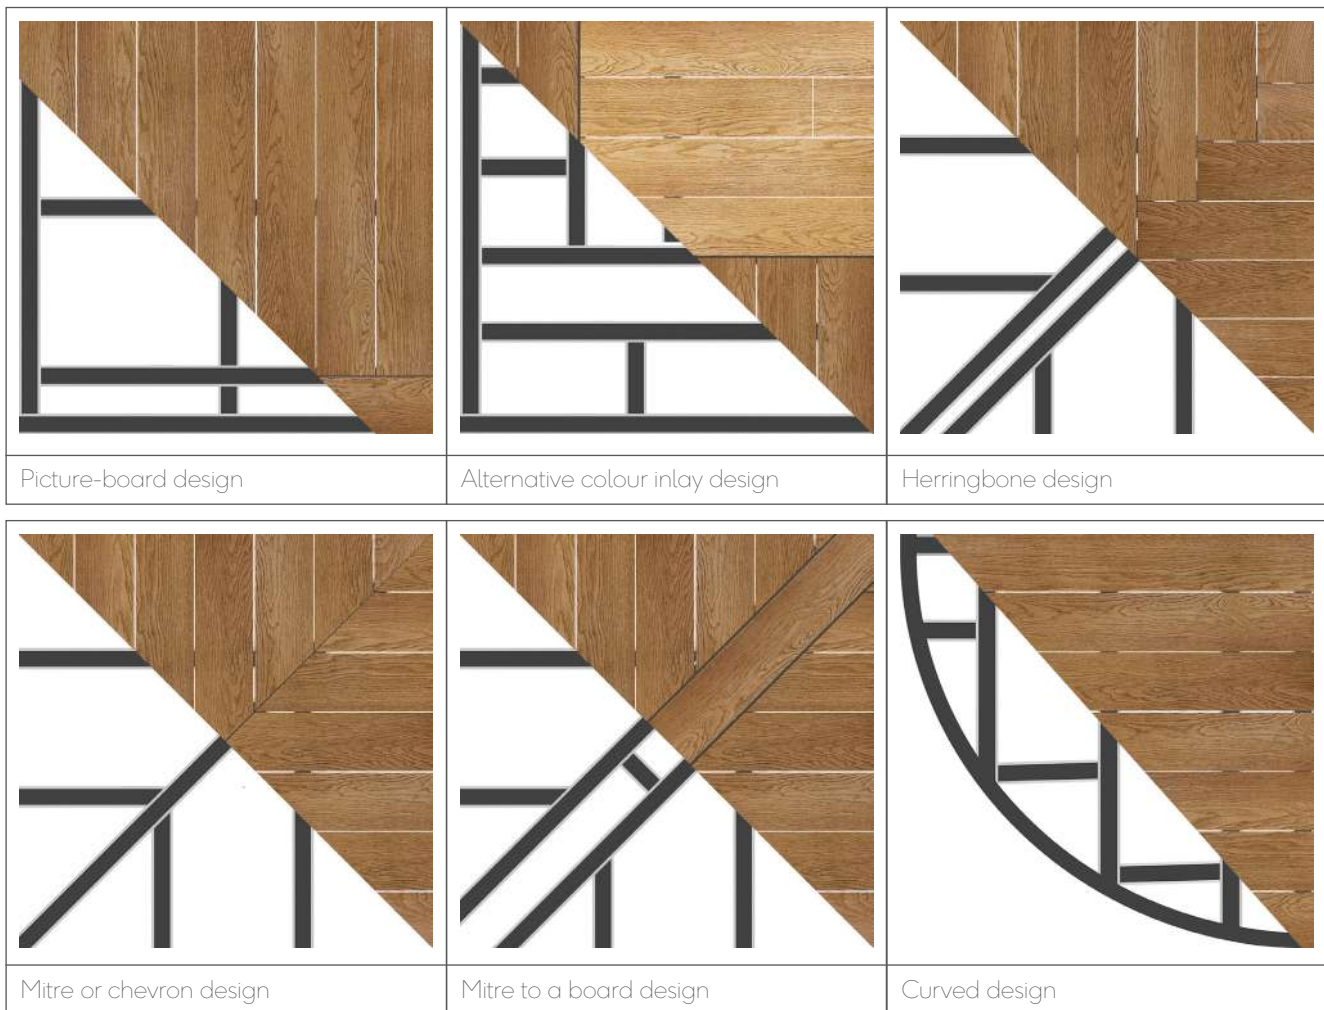 Picture-board design
Alternative colour inlay design
Herringbone design
Mitre or chevron design
Mitre to a board design
Curved design